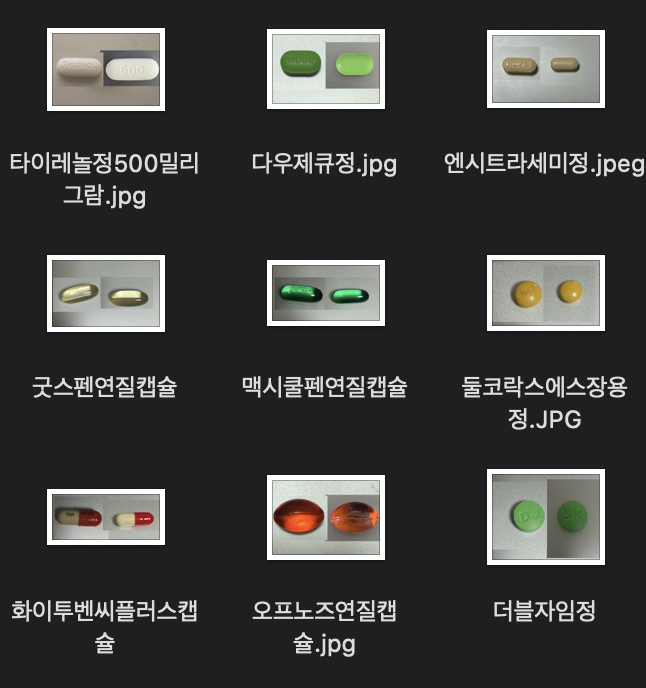 500
타이레놀정500밀리
그람.jpg
다우제큐정.jpg
엔시트라세미정.jpeg
굿스펜연질캡슐
맥시쿨펜연질캡슐
둘코락스에스장용
정.JPG
DJ
SK
화이투벤씨플러스캡
슐
오프노즈연질캡
슐.jpg
더블자임정